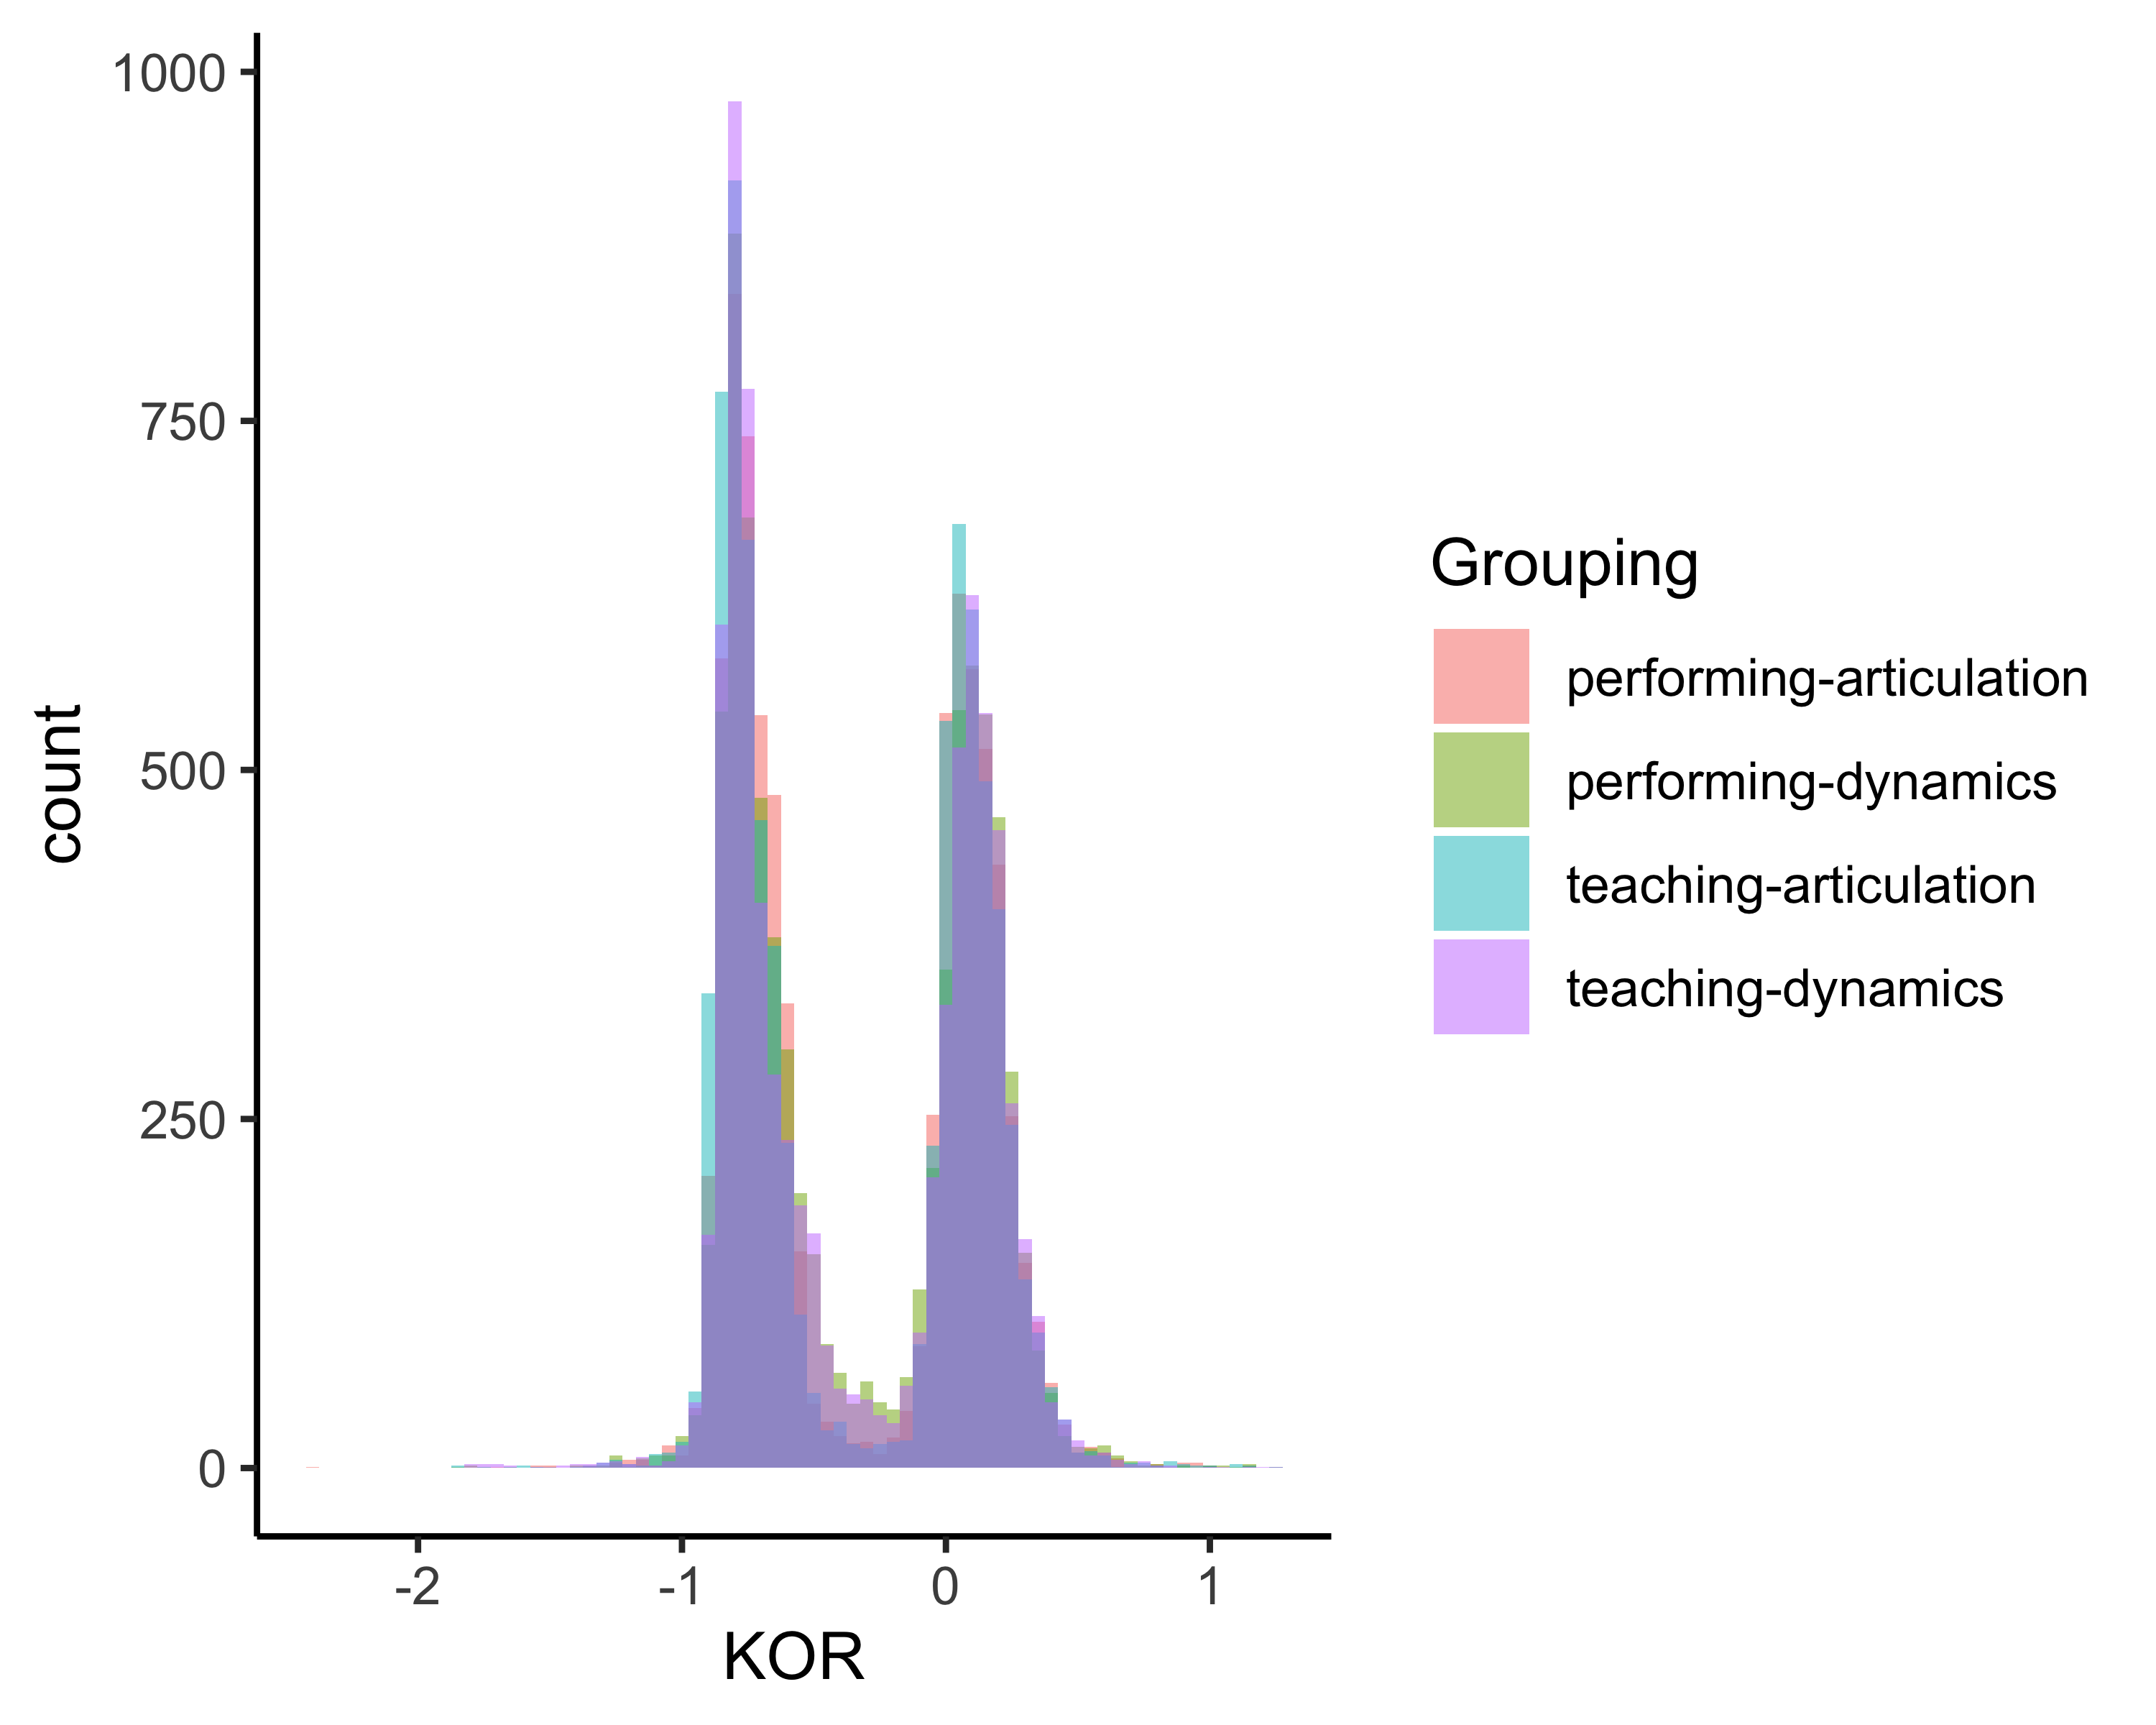 1000
750
500
250
0
count
-2
-1
0
1
KOR
Grouping
performing-articulation
performing-dynamics
teaching-articulation
teaching-dynamics